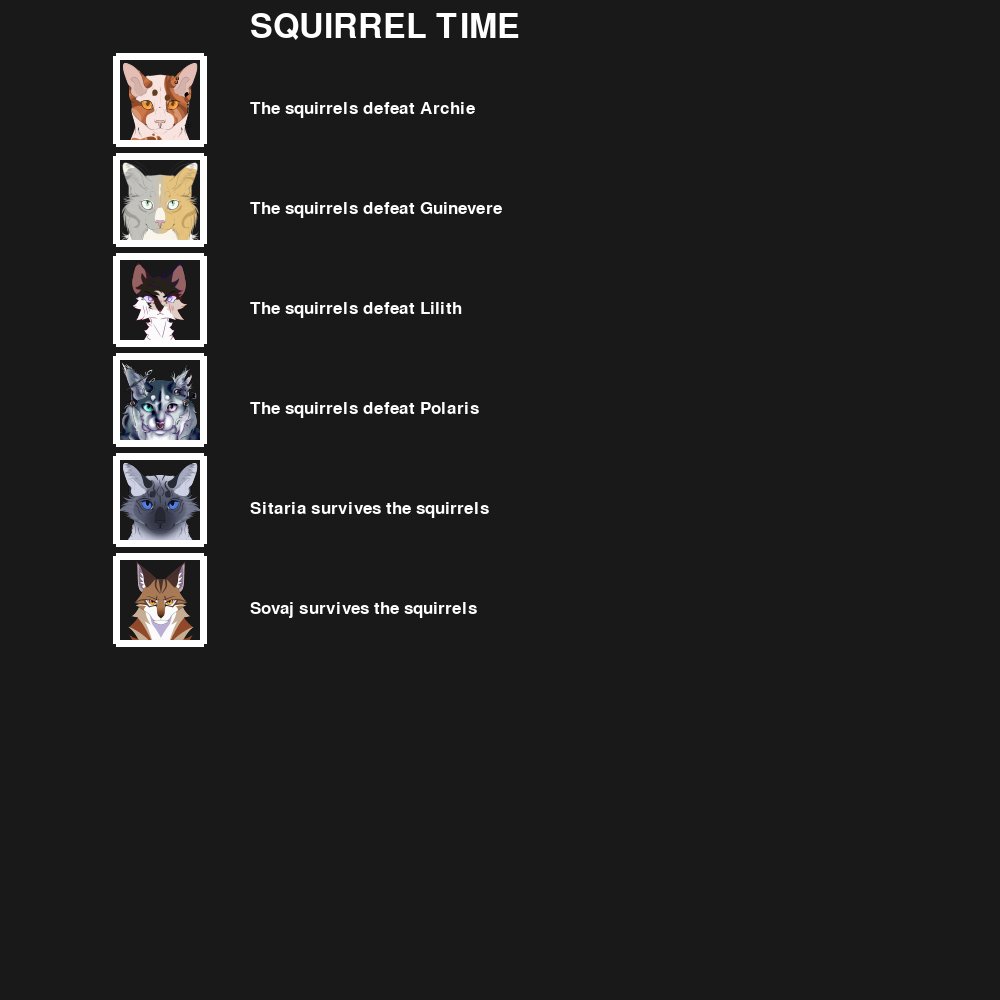 SQUIRREL TIME
The squirrels defeat Archie
The squirrels defeat Guinevere
The squirrels defeat Lilith
The squirrels defeat Polaris
Sitaria survives the squirrels
Sovaj survives the squirrels